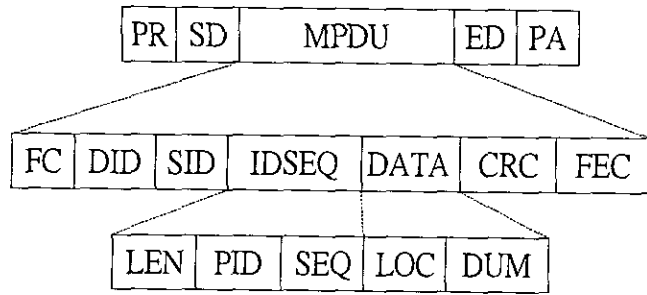 PR SD MPDU ED PA
FC DID SID IDSEQ DATA CRC FEC
LEN PID SEQ LOC DUM